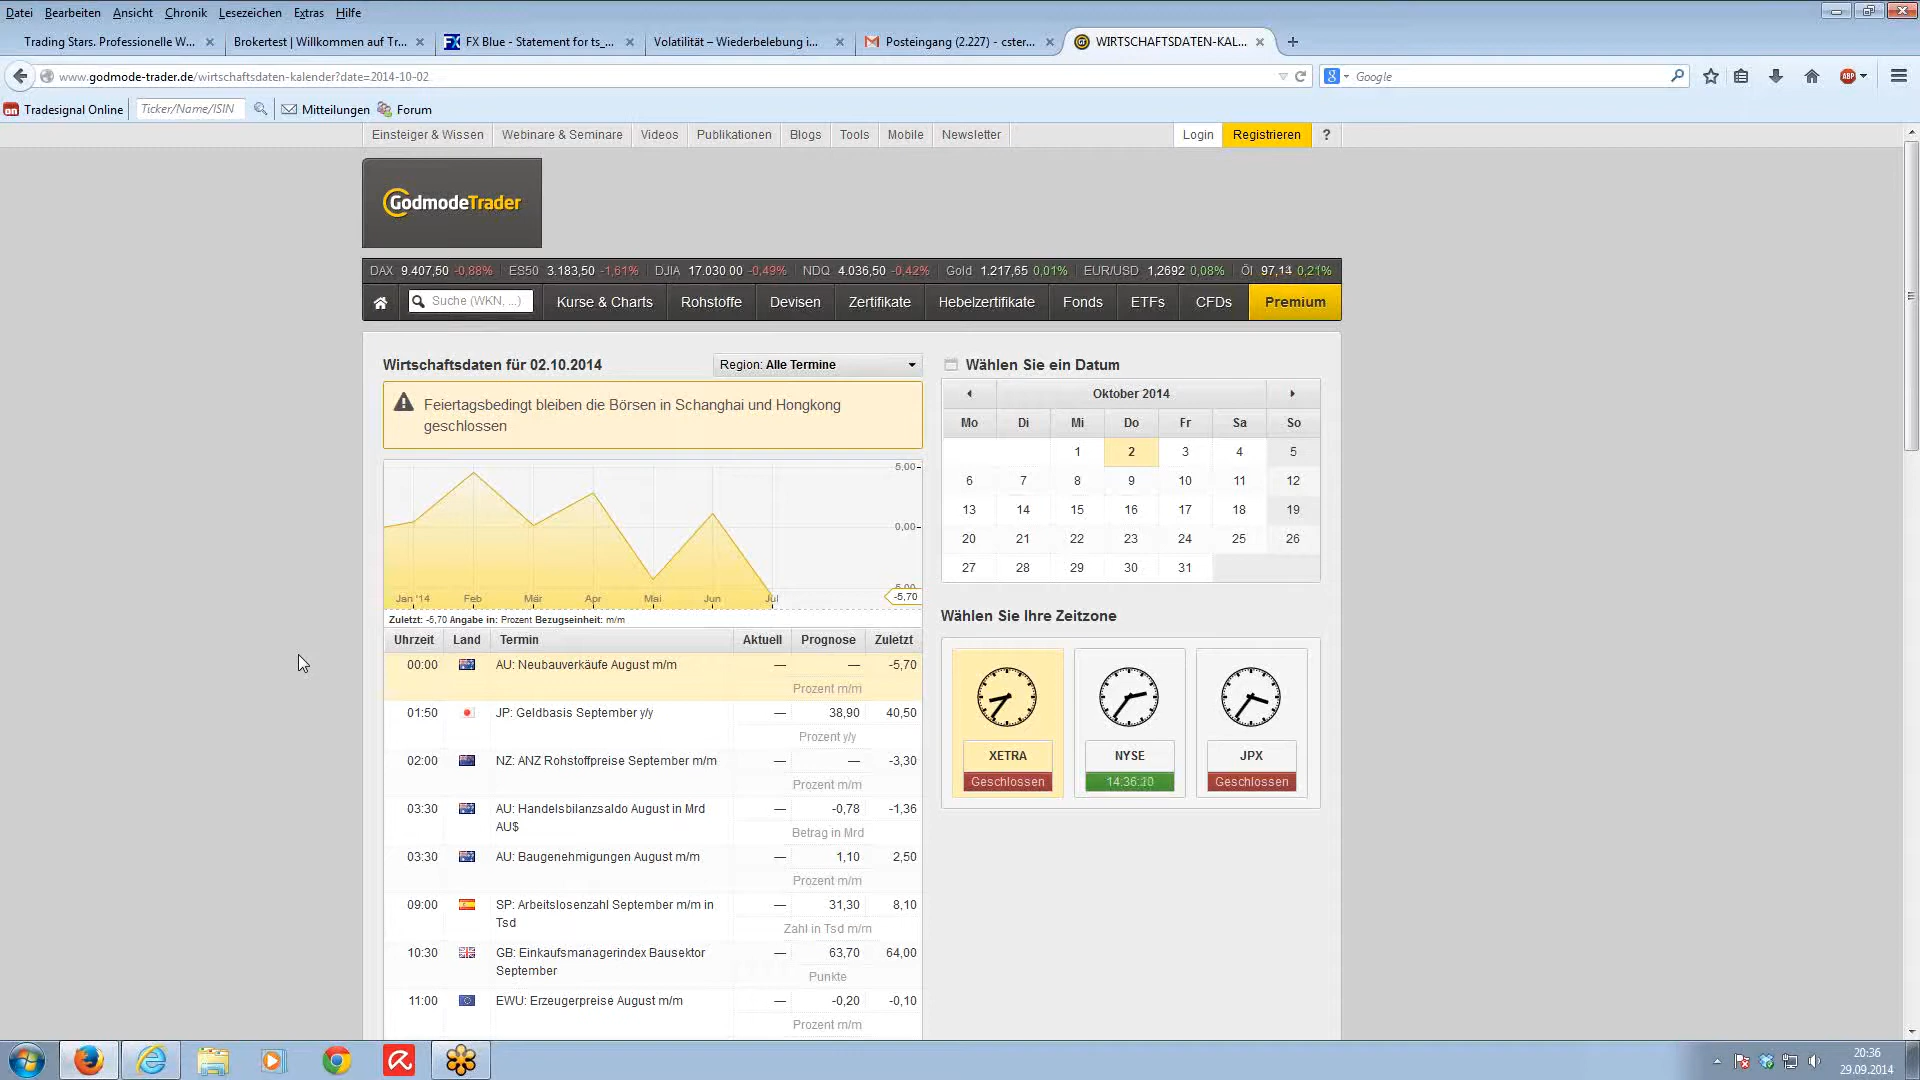 Datei Bearbeiten Ansicht Chronik Lesezeichen Extras Hilfe
Trading Stars. Professionelle W... Brokertest | Willkommen auf Tr... FX Blue - Statement for ts_... Volatilität – Wiederbelebung i... Posteingang (2.227) - cster... WIRTSCHAFTSDATEN-KAL...
www.godmode-trader.de/wirtschaftsdaten-kalender?date=2014-10-02 Google ABP
Tradesignal Online Ticker/Name/ISIN Mitteilungen Forum
Einsteiger & Wissen Webinare & Seminare Videos Publikationen Blogs Tools Mobile Newsletter Login Registrieren ?
GodmodeTrader
DAX 9.407,50 -0,88% ES50 3.183,50 -1,61% DJIA 17.030 00 -0,49% NDQ 4.036,50 -0,42% Gold 1.217,65 0,01% EUR/USD 1,2692 0,08% Öl 97,14 0,21%
Suche (WKN, ...) Kurse & Charts Rohstoffe Devisen Zertifikate Hebelzertifikate Fonds ETFs CFDs Premium
Wirtschaftsdaten für 02.10.2014 Region: Alle Termine
Feiertagsbedingt bleiben die Börsen in Schanghai und Hongkong
geschlossen
5,00
0,00
-5,70
Jan '14 Feb Mär Apr Mai Jun Jul
Zuletzt: -5,70 Angabe in: Prozent Bezugseinheit: m/m
Uhrzeit Land Termin Aktuell Prognose Zuletzt
00:00 AU: Neubauverkäufe August m/m — — -5,70
Prozent m/m
01:50 JP: Geldbasis September y/y — 38,90 40,50
Prozent y/y
02:00 NZ: ANZ Rohstoffpreise September m/m — — -3,30
Prozent m/m
03:30 AU: Handelsbilanzsaldo August in Mrd — -0,78 -1,36
AU$
Betrag in Mrd
03:30 AU: Baugenehmigungen August m/m — 1,10 2,50
Prozent m/m
09:00 SP: Arbeitslosenzahl September m/m in — 31,30 8,10
Tsd
Zahl in Tsd m/m
10:30 GB: Einkaufsmanagerindex Bausektor — 63,70 64,00
September
Punkte
11:00 EWU: Erzeugerpreise August m/m — -0,20 -0,10
Prozent m/m
Wählen Sie ein Datum
Oktober 2014
Mo Di Mi Do Fr Sa So
1 2 3 4 5
6 7 8 9 10 11 12
13 14 15 16 17 18 19
20 21 22 23 24 25 26
27 28 29 30 31
Wählen Sie Ihre Zeitzone
XETRA NYSE JPX
Geschlossen 14:36:20 Geschlossen
20:36
29.09.2014